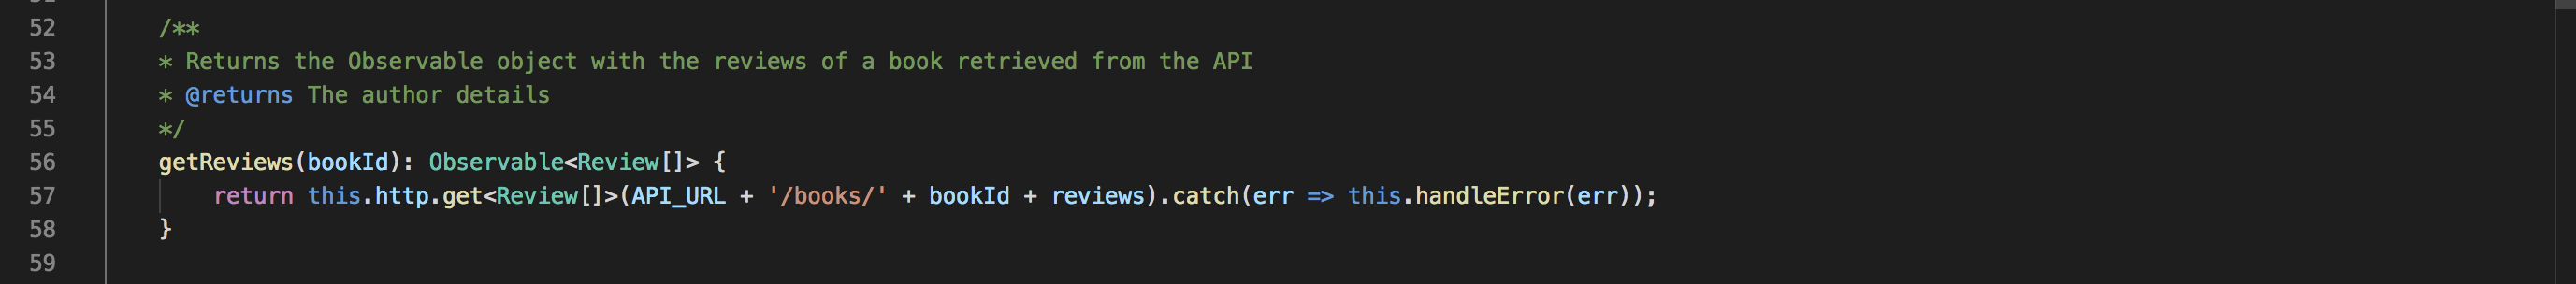 52 /**
53 * Returns the Observable object with the reviews of a book retrieved from the API
54 * @returns The author details
55 */
56 getReviews(bookId): Observable<Review[]> {
57 return this.http.get<Review[]>(API_URL + '/books/' + bookId + reviews).catch(err => this.handleError(err));
58 }
59